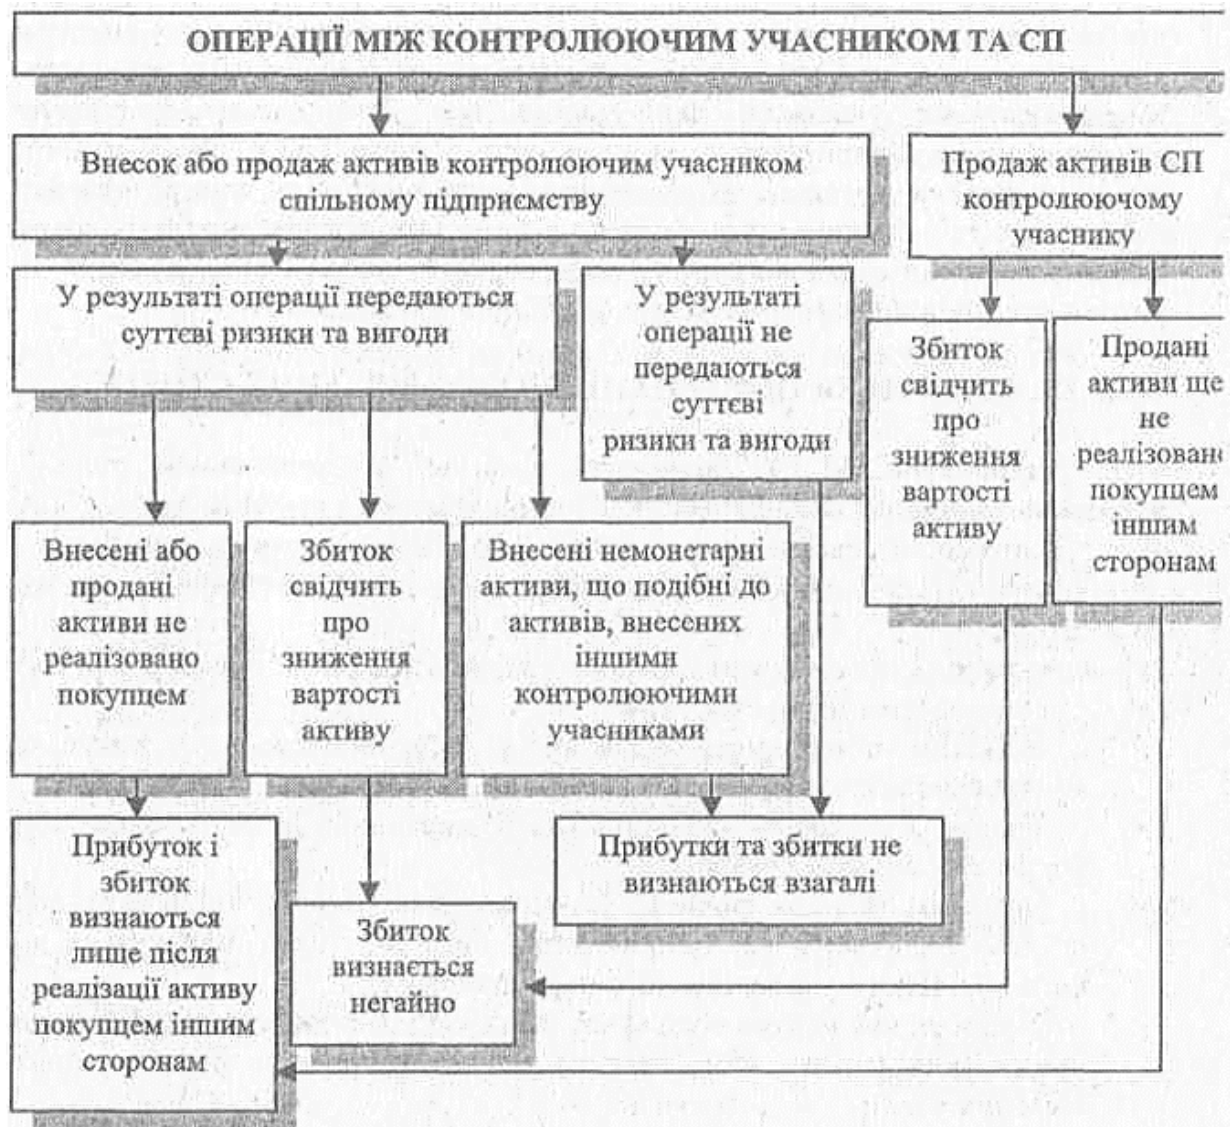 ОПЕРАЦІЇ МІЖ КОНТРОЛЮЮЧИМ УЧАСНИКОМ ТА СП
Внесок або продаж активів контролюючим учасником
спільному підприємству
Продаж активів СП
контролюючому
учаснику
У результаті операції передаються
суттєві ризики та вигоди
У результаті
операції не
передаються
суттєві
ризики та вигоди
Збиток
свідчить
про
зниження
вартості
активу
Продані
активи ще
не
реалізован
покупцем
іншим
сторонам
Внесені або
продані
активи не
реалізовано
покупцем
Збиток
свідчить
про
зниження
вартості
активу
Внесені немонетарні
активи, що подібні до
активів, внесених
іншими
контролюючими
учасниками
Прибуток і
збиток
визнаються
лише після
реалізації активу
покупцем іншим
сторонам
Збиток
визнається
негайно
Прибутки та збитки не
визнаються взагалі